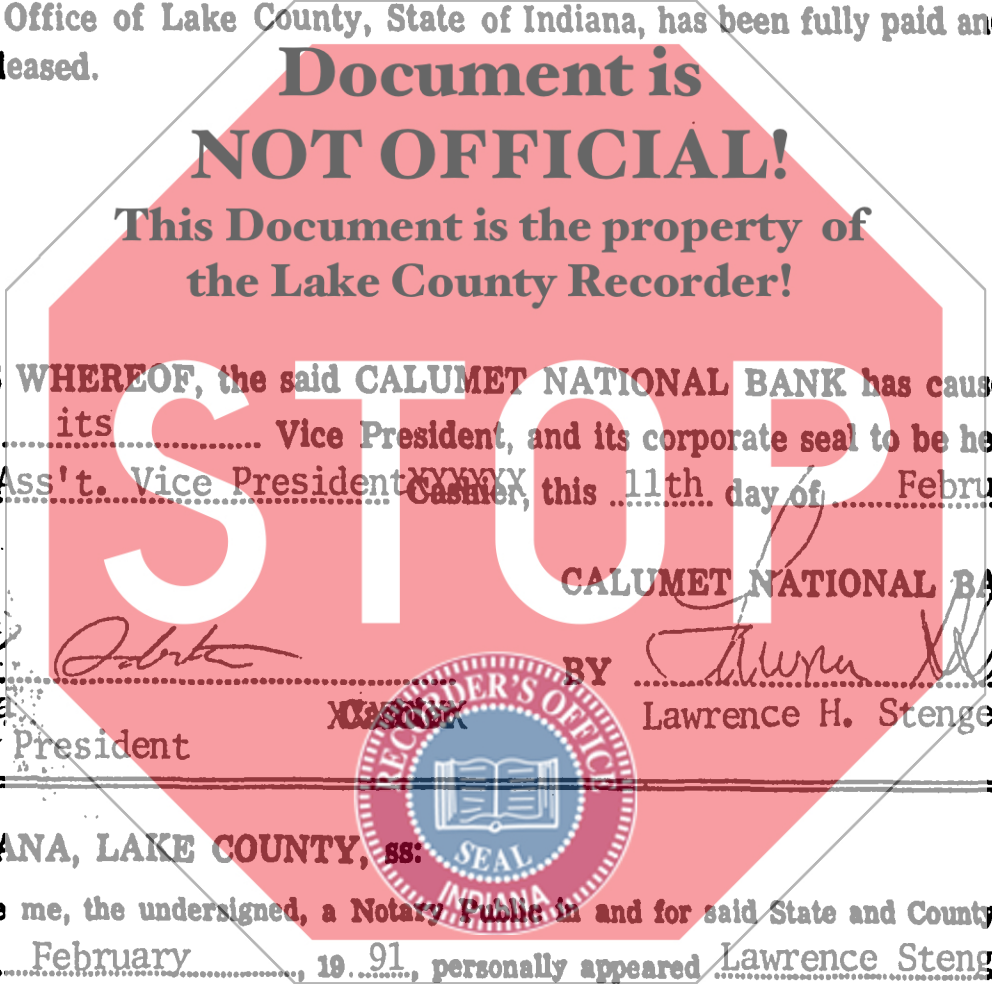 Office of Lake County, State of Indiana, has been fully paid an
leased.
Document is
NOT OFFICIAL!
This Document is the property of
the Lake County Recorder!
STOP
WHEREOF, the said CALUMET NATIONAL BANK has caus
its Vice President, and its corporate seal to be he
Ass't. Vice President XXXXXX Cashier, this 11th day of Febru
CALUMET NATIONAL BA
BY
XXXXXX Cashier Lawrence H. Stenge
President
RECORDER'S OFFICE
SEAL
INDIANA
ANA, LAKE COUNTY, ss:
e me, the undersigned, a Notary Public in and for said State and County
February, 19 91, personally appeared Lawrence Steng